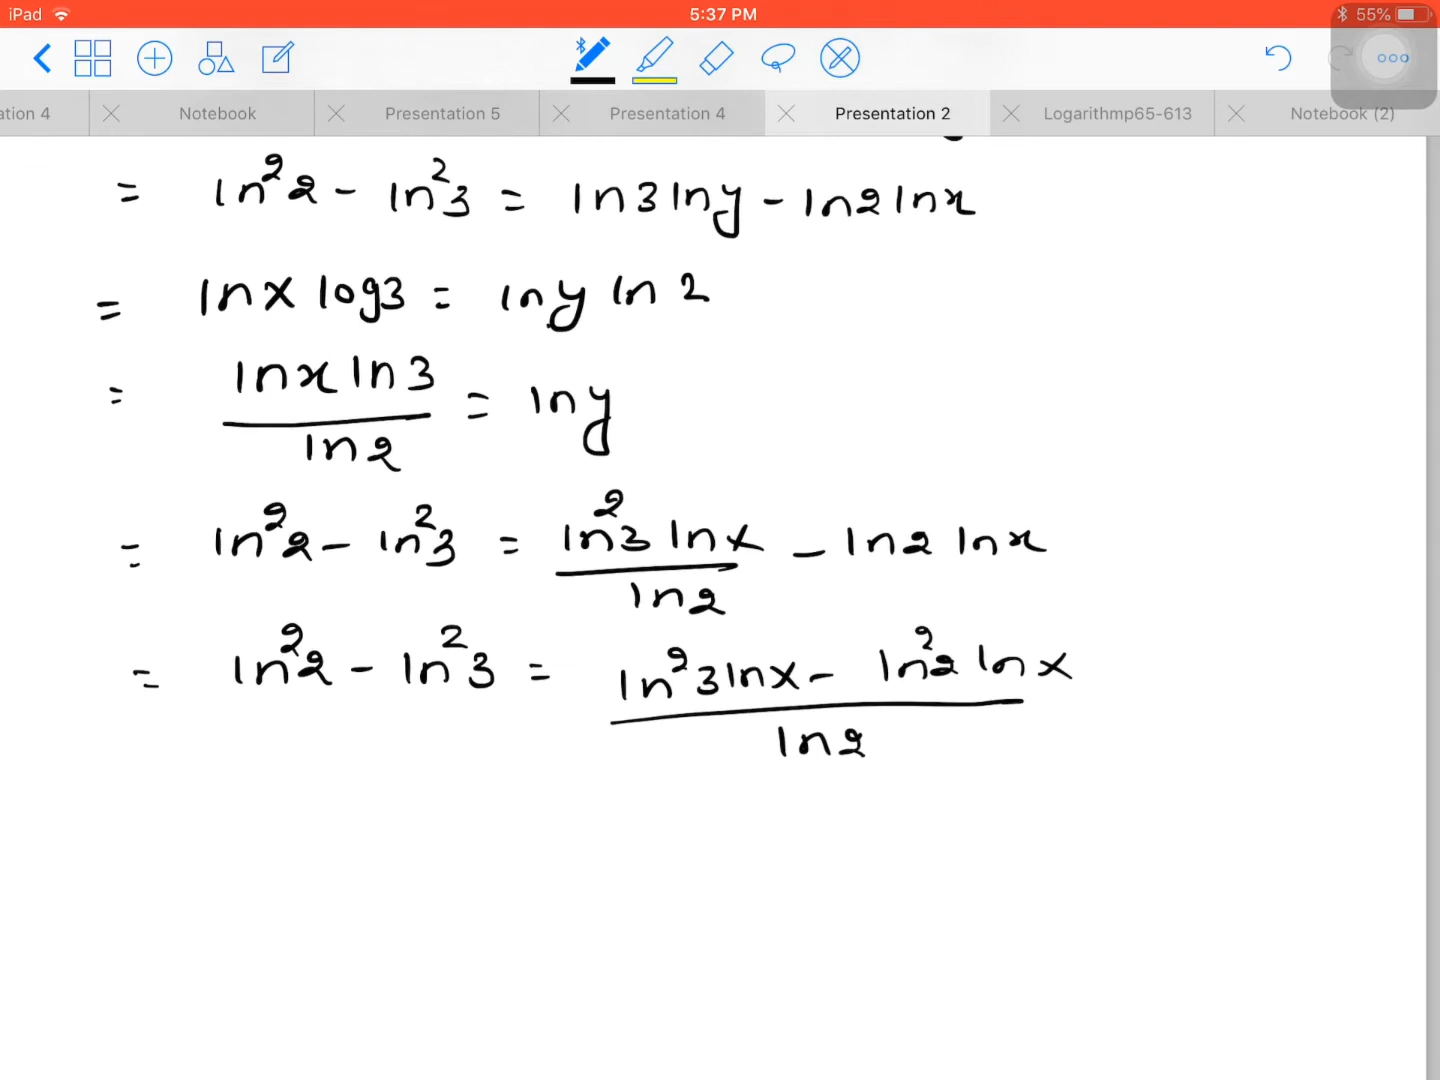 iPad 5:37 PM 55%
ation 4 Notebook Presentation 5 Presentation 4 Presentation 2 Logarithmp65-613 Notebook (2)
= ln²2 - ln²3 = ln3 lny - ln2 lnx
= lnx log3 = lny ln 2
= lnx ln3 / ln2 = lny
= ln²2 - ln²3 = ln²3 lnx / ln2 - ln2 lnx
= ln²2 - ln²3 = ln²3 lnx - ln²2 lnx / ln2